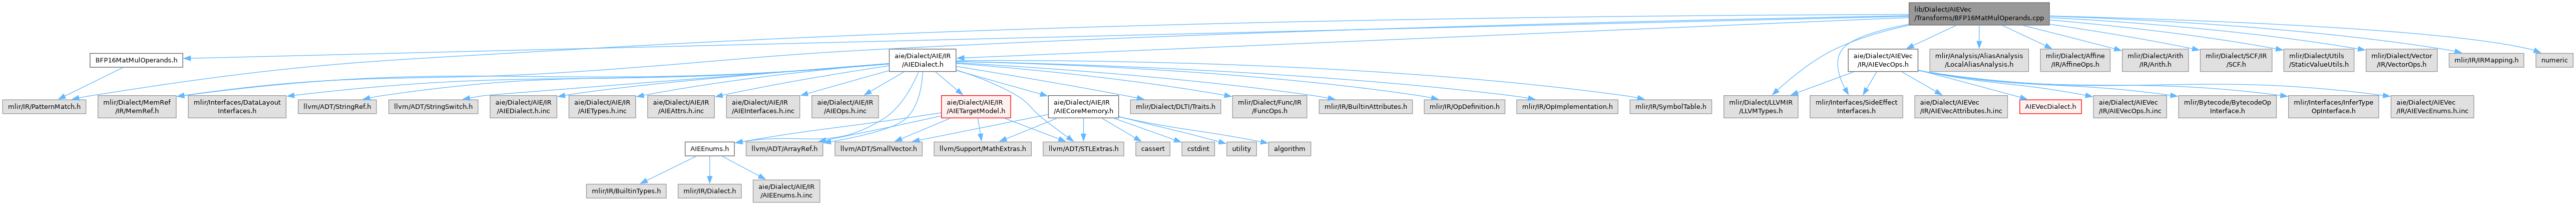 lib/Dialect/AIEVec
/Transforms/BFP16MatMulOperands.cpp
BFP16MatMulOperands.h
aie/Dialect/AIE/IR
/AIEDialect.h
aie/Dialect/AIEVec
/IR/AIEVecOps.h
mlir/Analysis/AliasAnalysis
/LocalAliasAnalysis.h
mlir/Dialect/Affine
/IR/AffineOps.h
mlir/Dialect/Arith
/IR/Arith.h
mlir/Dialect/SCF/IR
/SCF.h
mlir/Dialect/Utils
/StaticValueUtils.h
mlir/Dialect/Vector
/IR/VectorOps.h
mlir/IR/IRMapping.h
numeric
mlir/IR/PatternMatch.h
mlir/Dialect/MemRef
/IR/MemRef.h
mlir/Interfaces/DataLayout
Interfaces.h
llvm/ADT/StringRef.h
llvm/ADT/StringSwitch.h
aie/Dialect/AIE/IR
/AIEDialect.h.inc
aie/Dialect/AIE/IR
/AIETypes.h.inc
aie/Dialect/AIE/IR
/AIEAttrs.h.inc
aie/Dialect/AIE/IR
/AIEInterfaces.h.inc
aie/Dialect/AIE/IR
/AIEOps.h.inc
aie/Dialect/AIE/IR
/AIETargetModel.h
aie/Dialect/AIE/IR
/AIECoreMemory.h
mlir/Dialect/DLTI/Traits.h
mlir/Dialect/Func/IR
/FuncOps.h
mlir/IR/BuiltinAttributes.h
mlir/IR/OpDefinition.h
mlir/IR/OpImplementation.h
mlir/IR/SymbolTable.h
mlir/Dialect/LLVMIR
/LLVMTypes.h
mlir/Interfaces/SideEffect
Interfaces.h
aie/Dialect/AIEVec
/IR/AIEVecAttributes.h.inc
AIEVecDialect.h
aie/Dialect/AIEVec
/IR/AIEVecOps.h.inc
mlir/Bytecode/BytecodeOp
Interface.h
mlir/Interfaces/InferType
OpInterface.h
aie/Dialect/AIEVec
/IR/AIEVecEnums.h.inc
AIEEnums.h
llvm/ADT/ArrayRef.h
llvm/ADT/SmallVector.h
llvm/Support/MathExtras.h
llvm/ADT/STLExtras.h
cassert
cstdint
utility
algorithm
mlir/IR/BuiltinTypes.h
mlir/IR/Dialect.h
aie/Dialect/AIE/IR
/AIEEnums.h.inc